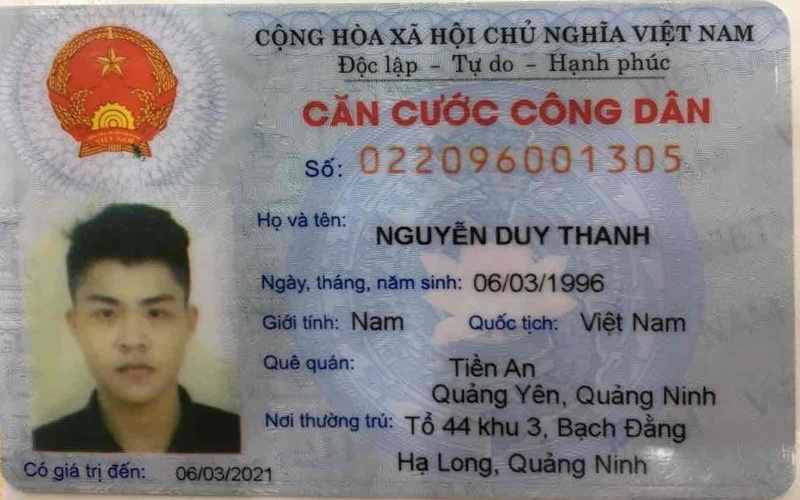 CỘNG HÒA XÃ HỘI CHỦ NGHĨA VIỆT NAM
Độc lập - Tự do - Hạnh phúc
CĂN CƯỚC CÔNG DÂN
Số: 022096001305
Họ và tên: NGUYỄN DUY THANH
Ngày, tháng, năm sinh: 06/03/1996
Giới tính: Nam Quốc tịch: Việt Nam
Quê quán: Tiền An
Quảng Yên, Quảng Ninh
Nơi thường trú: Tổ 44 khu 3, Bạch Đằng
Hạ Long, Quảng Ninh
Có giá trị đến: 06/03/2021